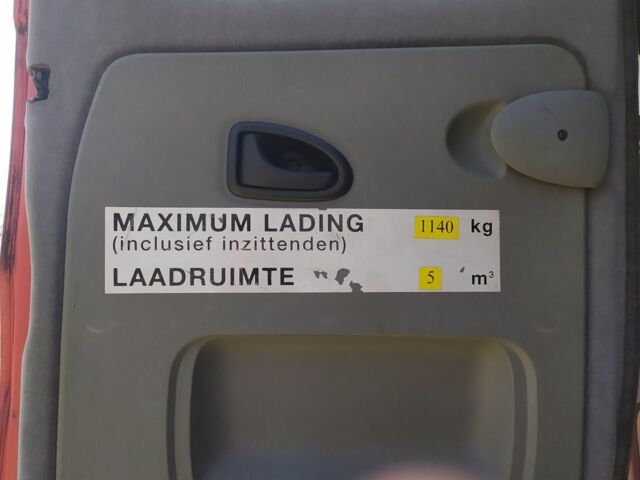 MAXIMUM LADING 1140 kg
(inclusief inzittenden)
LAADRUIMTE 5 m³